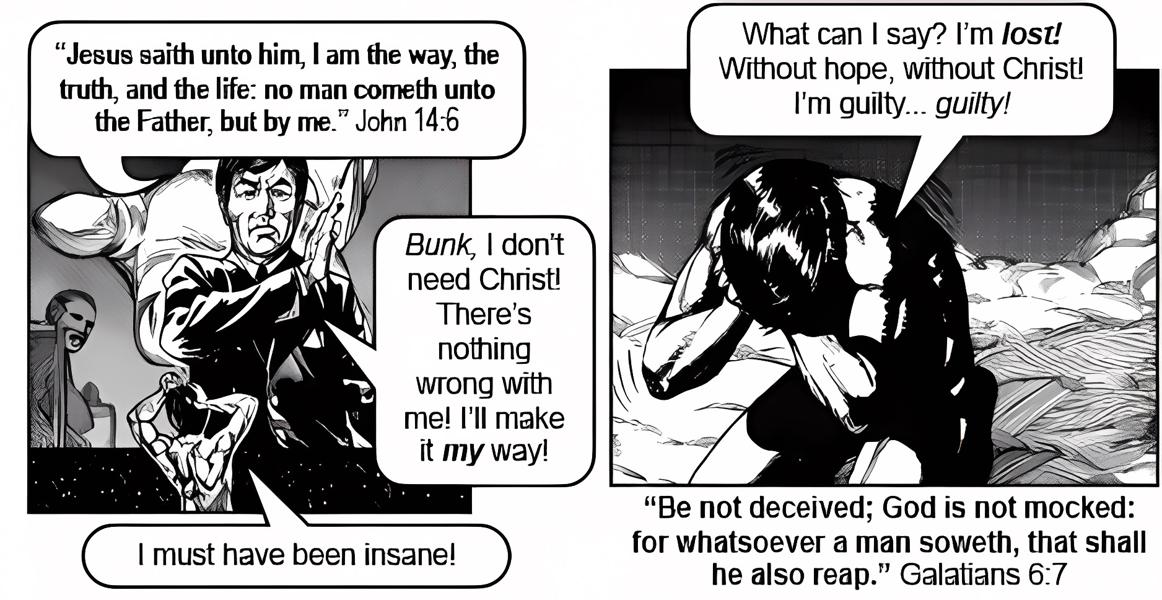 “Jesus saith unto him, I am the way, the
truth, and the life: no man cometh unto
the Father, but by me.” John 14:6
Bunk, I don’t
need Christ!
There’s
nothing
wrong with
me! I’ll make
it my way!
I must have been insane!
What can I say? I’m lost!
Without hope, without Christ!
I’m guilty... guilty!
“Be not deceived; God is not mocked:
for whatsoever a man soweth, that shall
he also reap.” Galatians 6:7